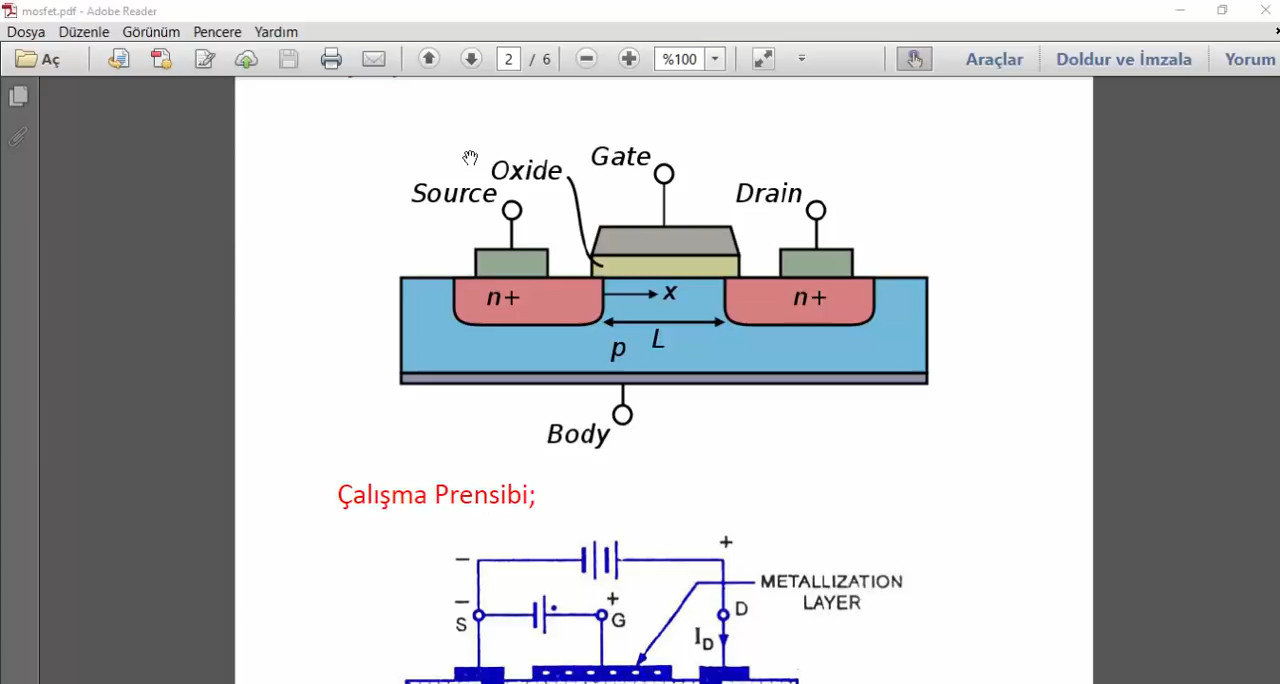 mosfet.pdf - Adobe Reader
Dosya Düzenle Görünüm Pencere Yardım
Aç 2 / 6 %100 Araçlar Doldur ve İmzala Yorum
Gate
Oxide
Source
Drain
n+ x n+
L
p
Body
Çalışma Prensibi;
− +
METALLIZATION
LAYER
− +
S G D
ID